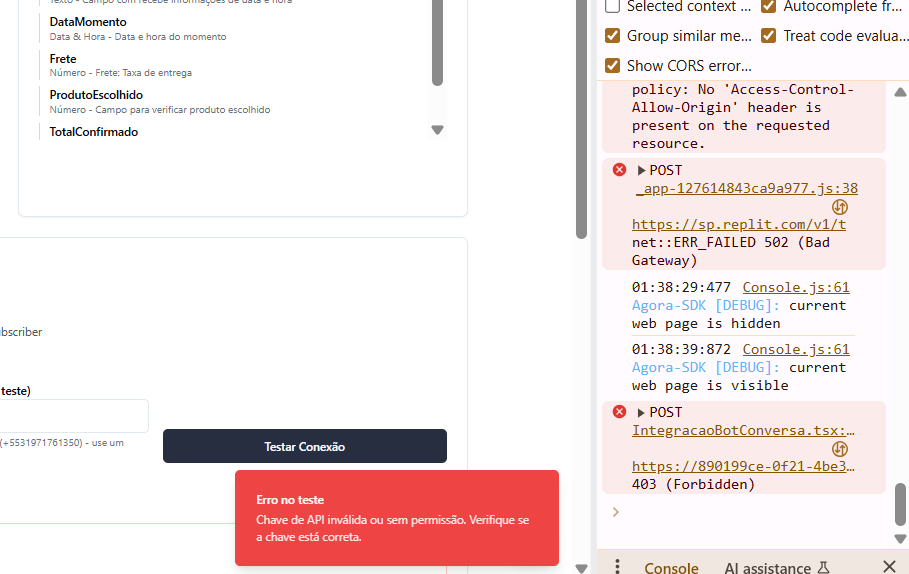 Texto - Campo com recebe informações de data e hora
DataMomento
Data & Hora - Data e hora do momento
Frete
Número - Frete: Taxa de entrega
ProdutoEscolhido
Número - Campo para verificar produto escolhido
TotalConfirmado
ubscriber
teste)
(+5531971761350) - use um
Testar Conexão
Erro no teste
Chave de API inválida ou sem permissão. Verifique se
a chave está correta.
Selected context ...
Autocomplete fr...
Group similar me...
Treat code evalua...
Show CORS error...
policy: No 'Access-Control-
Allow-Origin' header is
present on the requested
resource.
POST
_app-127614843ca9a977.js:38
https://sp.replit.com/v1/t
net::ERR_FAILED 502 (Bad
Gateway)
01:38:29:477 Console.js:61
Agora-SDK [DEBUG]: current
web page is hidden
01:38:39:872 Console.js:61
Agora-SDK [DEBUG]: current
web page is visible
POST
IntegracaoBotConversa.tsx:…
https://890199ce-0f21-4be3…
403 (Forbidden)
Console
AI assistance